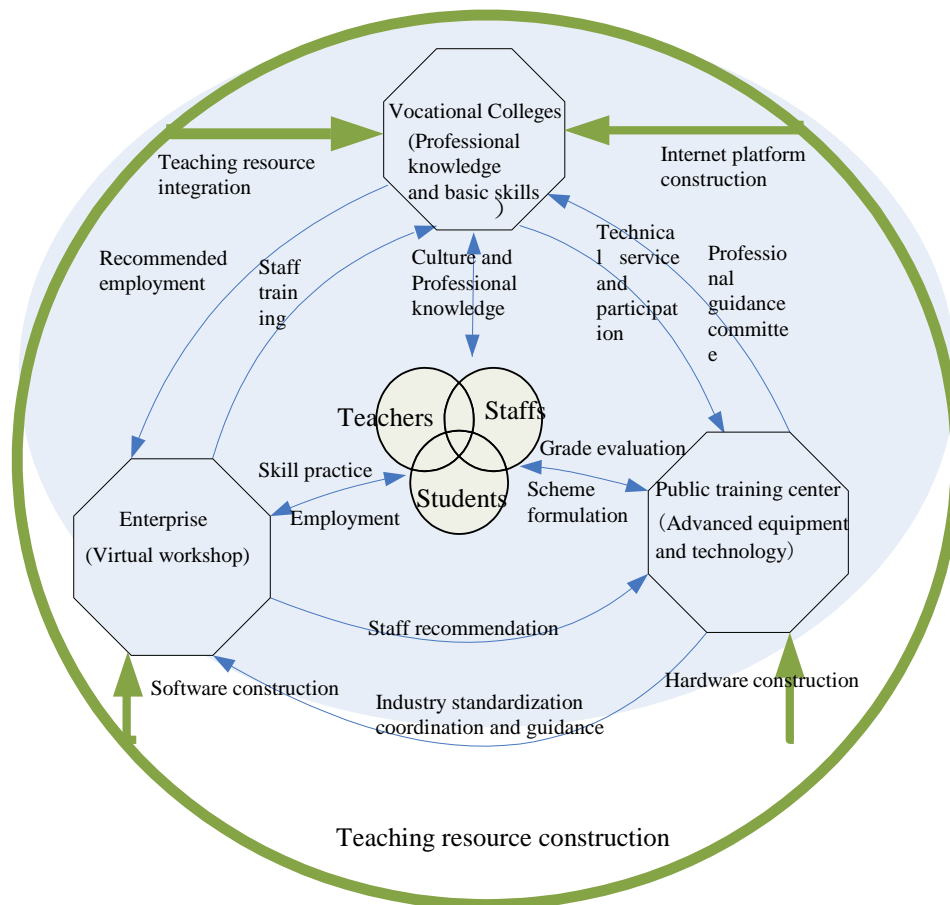 Vocational Colleges
(Professional
knowledge
and basic skills
）
Teaching resource
integration
Internet platform
construction
Recommended
employment
Staff
train
ing
Culture and
Professional
knowledge
Technica
l service
and
participat
ion
Professi
onal
guidance
committe
e
Teachers
Staffs
Students
Grade evaluation
Skill practice
Scheme
formulation
Employment
Enterprise
(Virtual workshop)
Public training center
（Advanced equipment
and technology）
Staff recommendation
Software construction
Hardware construction
Industry standardization
coordination and guidance
Teaching resource construction